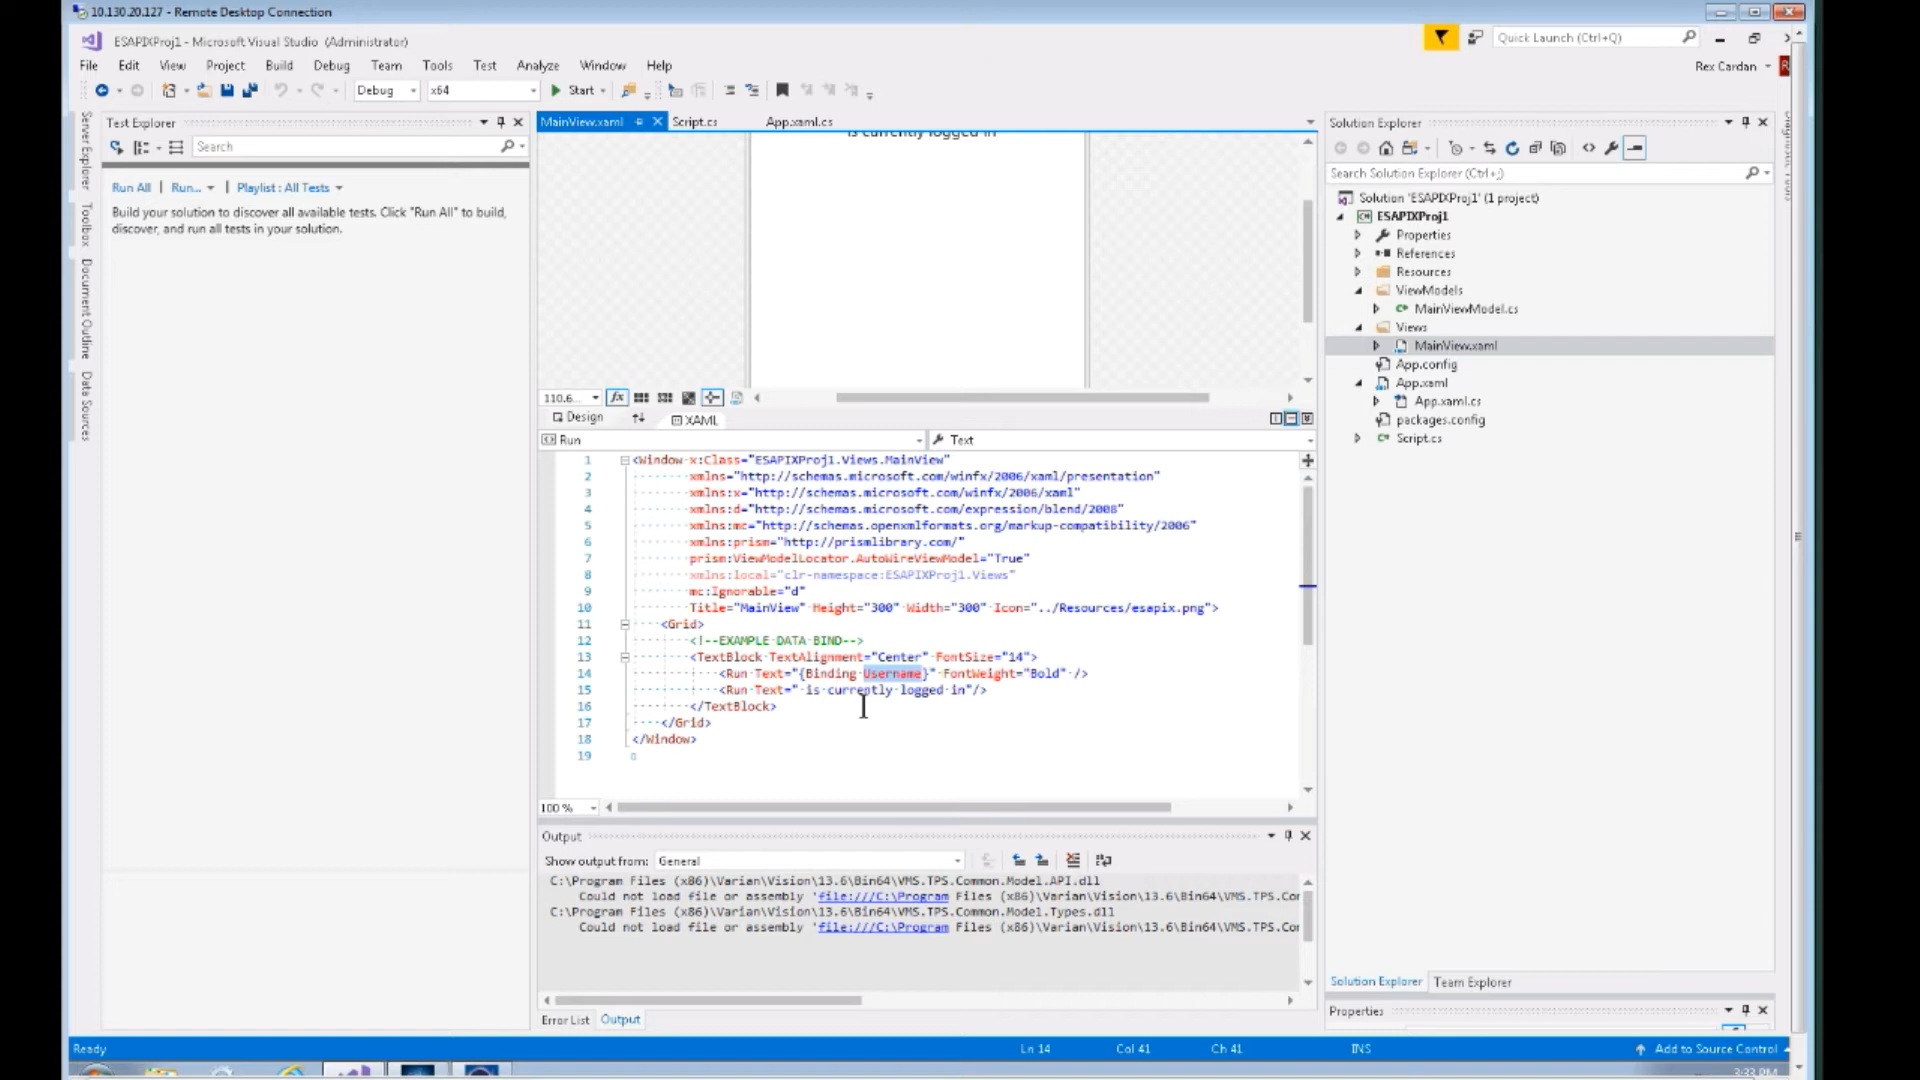 10.130.20.127 - Remote Desktop Connection
ESAPIXProj1 - Microsoft Visual Studio (Administrator)
Quick Launch (Ctrl+Q)
File Edit View Project Build Debug Team Tools Test Analyze Window Help
Rex Cardan
Debug x64 Start
Server Explorer
Toolbox
Document Outline
Data Sources
Test Explorer
Search
Run All | Run... | Playlist : All Tests
Build your solution to discover all available tests. Click "Run All" to build,
discover, and run all tests in your solution.
MainView.xaml Script.cs App.xaml.cs
is currently logged in
110.6...
Design XAML
Run Text
1 <Window x:Class="ESAPIXProj1.Views.MainView"
2 xmlns="http://schemas.microsoft.com/winfx/2006/xaml/presentation"
3 xmlns:x="http://schemas.microsoft.com/winfx/2006/xaml"
4 xmlns:d="http://schemas.microsoft.com/expression/blend/2008"
5 xmlns:mc="http://schemas.openxmlformats.org/markup-compatibility/2006"
6 xmlns:prism="http://prismlibrary.com/"
7 prism:ViewModelLocator.AutoWireViewModel="True"
8 xmlns:local="clr-namespace:ESAPIXProj1.Views"
9 mc:Ignorable="d"
10 Title="MainView" Height="300" Width="300" Icon="../Resources/esapix.png">
11 <Grid>
12 <!--EXAMPLE DATA BIND-->
13 <TextBlock TextAlignment="Center" FontSize="14">
14 <Run Text="{Binding Username}" FontWeight="Bold" />
15 <Run Text=" is currently logged in"/>
16 </TextBlock>
17 </Grid>
18 </Window>
19
100 %
Output
Show output from: General
C:\Program Files (x86)\Varian\Vision\13.6\Bin64\VMS.TPS.Common.Model.API.dll
Could not load file or assembly 'file:///C:\Program Files (x86)\Varian\Vision\13.6\Bin64\VMS.TPS.Cor
C:\Program Files (x86)\Varian\Vision\13.6\Bin64\VMS.TPS.Common.Model.Types.dll
Could not load file or assembly 'file:///C:\Program Files (x86)\Varian\Vision\13.6\Bin64\VMS.TPS.Cor
Error List Output
Solution Explorer
Search Solution Explorer (Ctrl+;)
Solution 'ESAPIXProj1' (1 project)
ESAPIXProj1
Properties
References
Resources
ViewModels
MainViewModel.cs
Views
MainView.xaml
App.config
App.xaml
App.xaml.cs
packages.config
Script.cs
Solution Explorer Team Explorer
Properties
Ready Ln 14 Col 41 Ch 41 INS Add to Source Control
3:33 PM